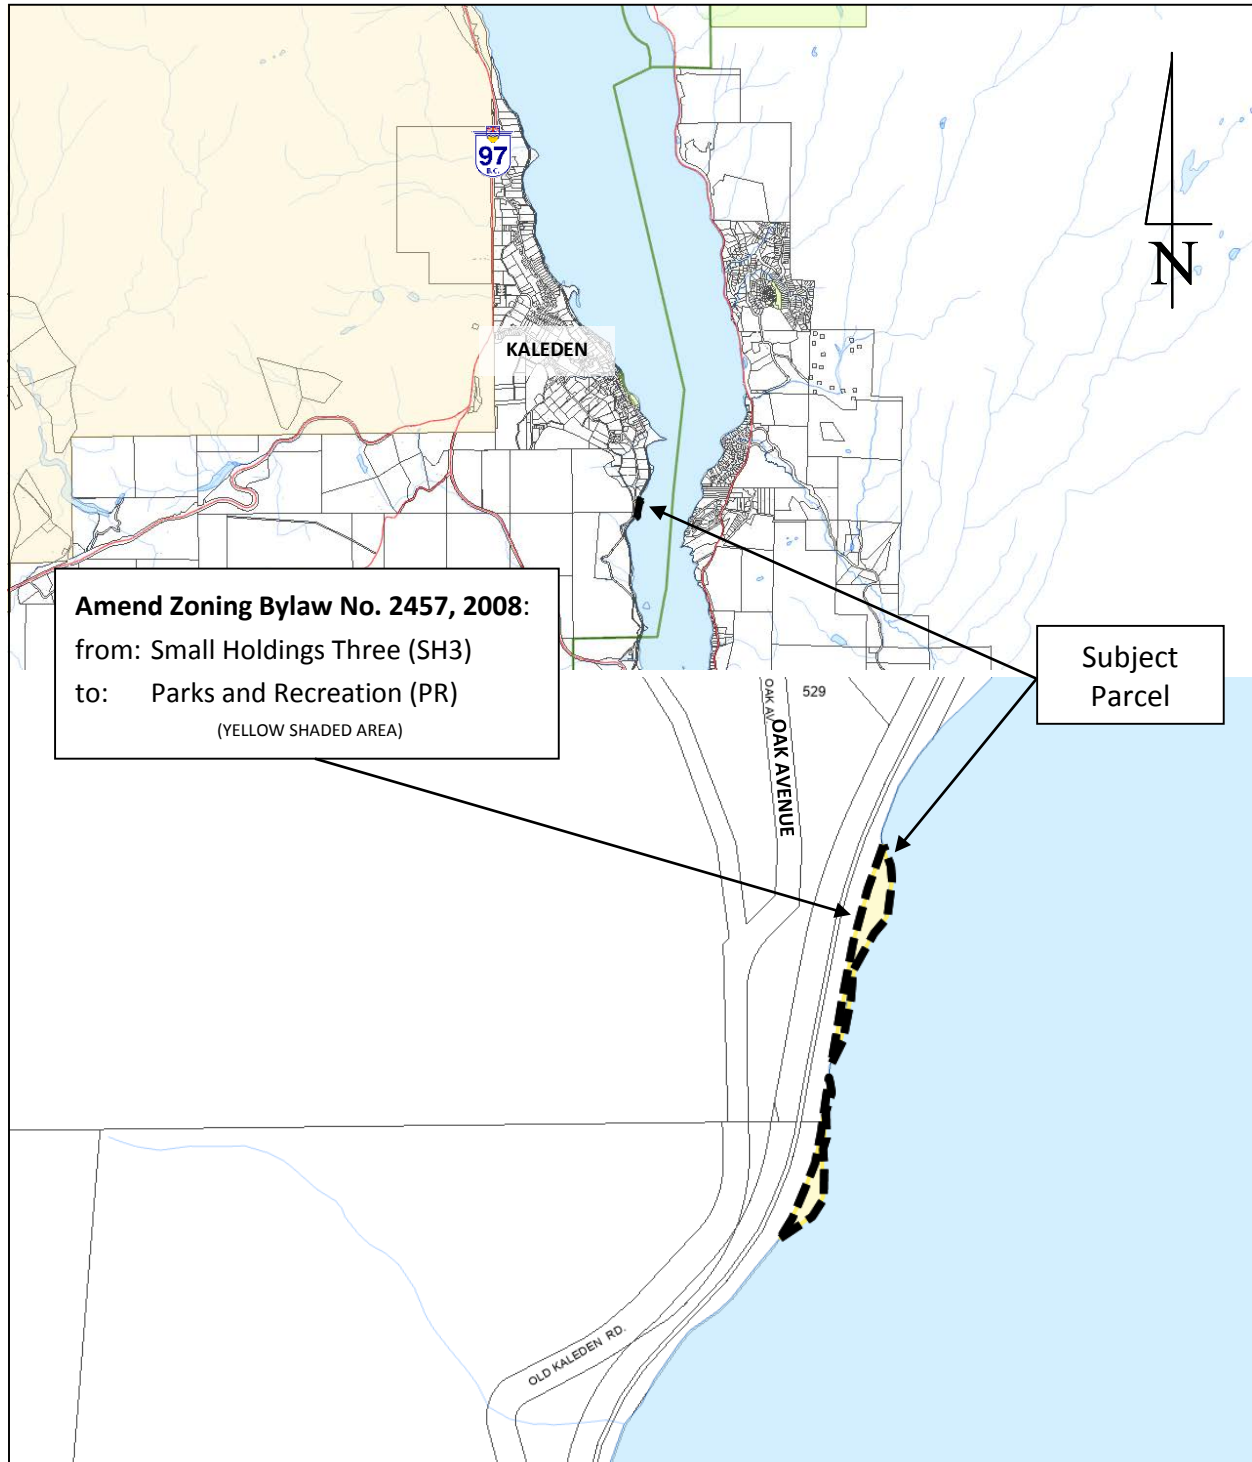 97
B.C.
N
KALEDEN
Amend Zoning Bylaw No. 2457, 2008:
from: Small Holdings Three (SH3)
to: Parks and Recreation (PR)
(YELLOW SHADED AREA)
Subject
Parcel
OAK AV
529
OAK AVENUE
OLD KALEDEN RD.